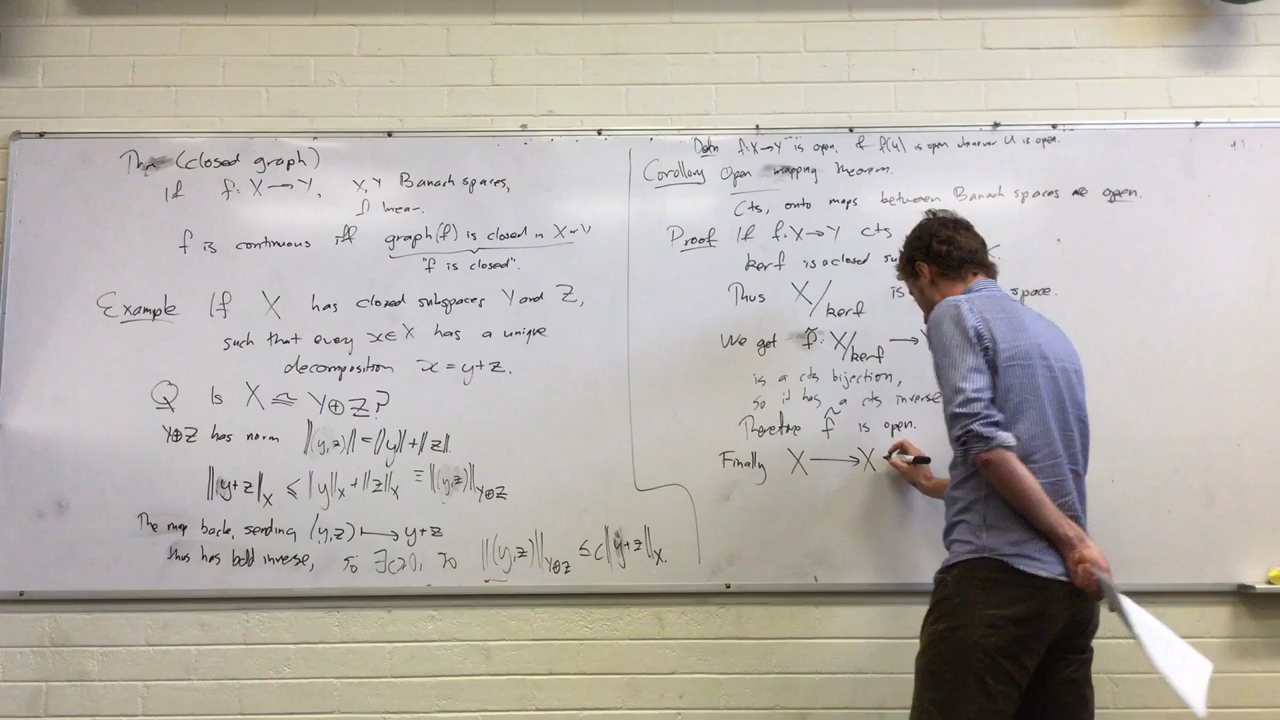 Thm (closed graph)
If f: X → Y, X, Y Banach spaces,
f linear.
f is continuous iff graph(f) is closed in X × Y
"f is closed".
Example If X has closed subspaces Y and Z,
such that every x ∈ X has a unique
decomposition x = y + z.
Q Is X ≅ Y ⊕ Z?
Y⊕Z has norm ||(y,z)|| = ||y|| + ||z||.
||y+z||_X ≤ ||y||_X + ||z||_X ≡ ||(y,z)||_{Y⊕Z}
The map back, sending (y,z) ↦ y+z
thus has bdd inverse, so ∃c>0, so ||(y,z)||_{Y⊕Z} ≤ c||y+z||_X.
Defn f: X → Y is open, if f(U) is open whenever U is open.
Corollary Open mapping theorem.
Cts, onto maps between Banach spaces are open.
Proof If f: X → Y cts
ker f is a closed
Thus X/ker f is space.
We get f̃: X/ker f →
is a cts bijection,
so it has a cts inverse
Therefore f̃ is open.
Finally X → X